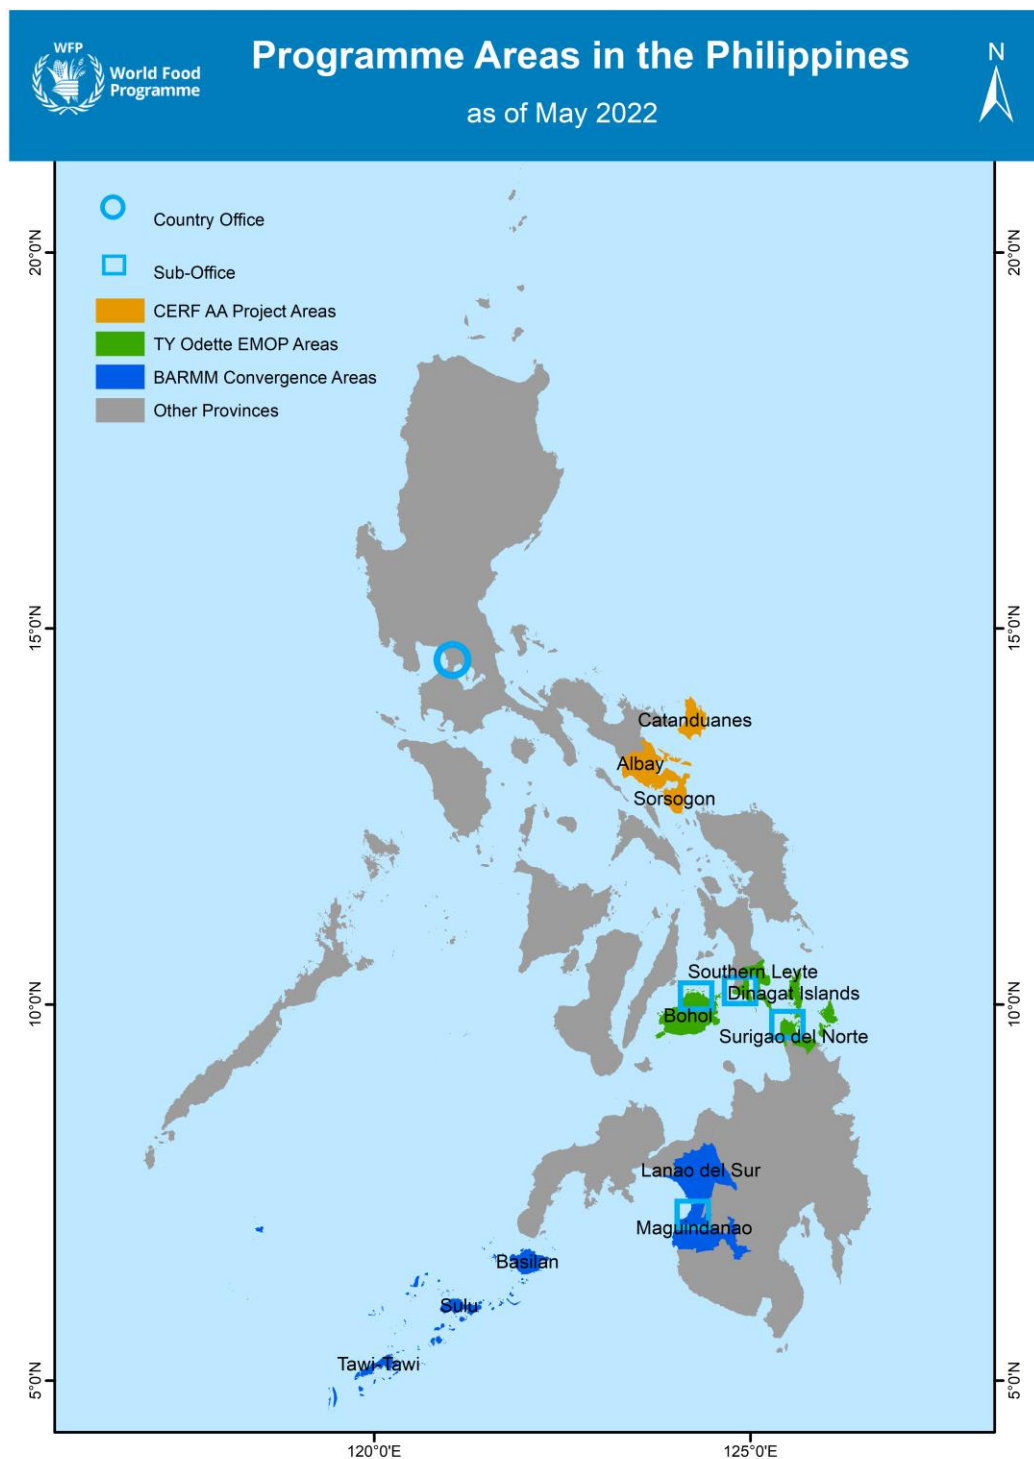 WFP
World Food
Programme
Programme Areas in the Philippines
as of May 2022
N
Country Office
Sub-Office
CERF AA Project Areas
TY Odette EMOP Areas
BARMM Convergence Areas
Other Provinces
20°0'N
20°0'N
15°0'N
15°0'N
Catanduanes
Albay
Sorsogon
Southern Leyte
Dinagat Islands
10°0'N
10°0'N
Bohol
Surigao del Norte
Lanao del Sur
Maguindanao
Basilan
Sulu
Tawi-Tawi
5°0'N
5°0'N
120°0'E
125°0'E